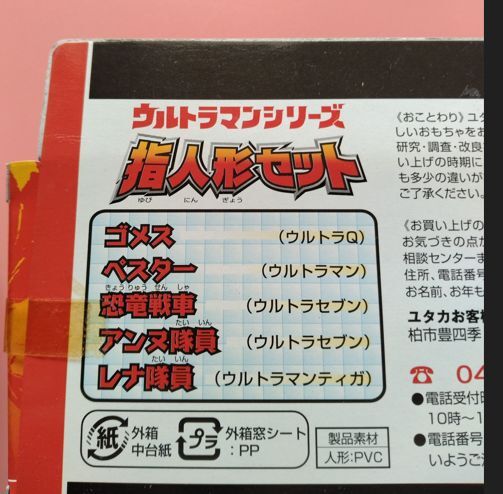 ウルトラマンシリーズ
指人形セット
ゆび にん ぎょう
ゴメス (ウルトラQ)
ペスター (ウルトラマン)
きょうりゅう せん しゃ
恐竜戦車 (ウルトラセブン)
たい いん
アンヌ隊員 (ウルトラセブン)
たい いん
レナ隊員 (ウルトラマンティガ)
紙 外箱
中台紙
プラ 外箱窓シート
:PP
製品素材
人形:PVC
《おことわり》ユタ
しいおもちゃをお
研究・調査・改良
い上げの時期に
も多少の違いが
ご了承ください。
《お買い上げの
お気づきの点が
相談センターま
住所、電話番号
お名前、お年も
ユタカお客様
柏市豊四季
☎ 04
●電話受付時
10時〜1
●電話番号
いようご注